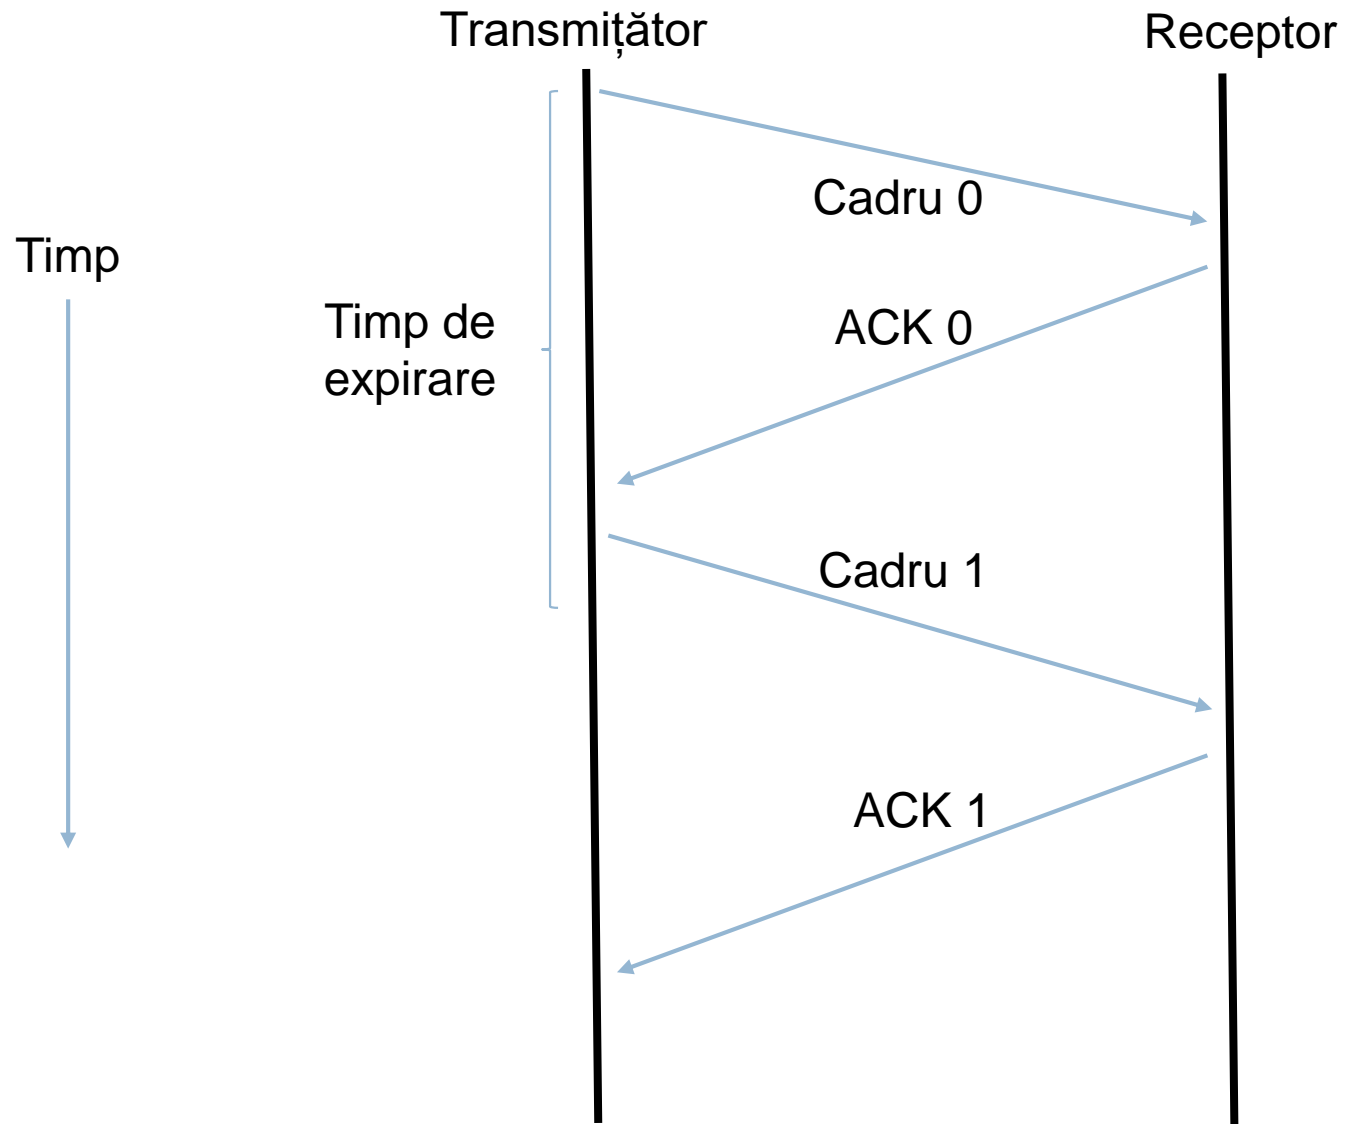 Transmițător
Receptor
Cadru 0
Timp
Timp de
expirare
ACK 0
Cadru 1
ACK 1